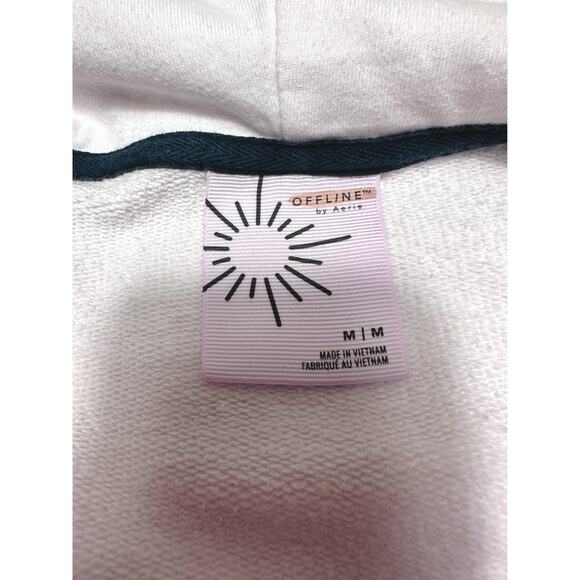 OFFLINE™
by Aerie
M | M
MADE IN VIETNAM
FABRIQUÉ AU VIETNAM